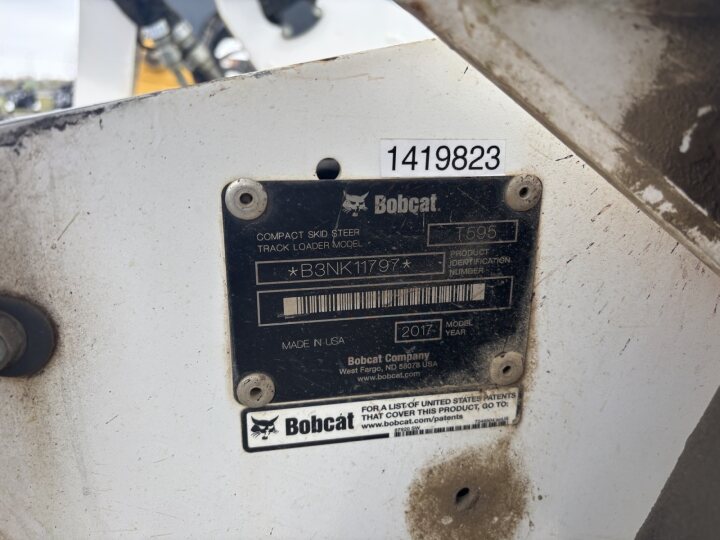 1419823
Bobcat
COMPACT SKID STEER
TRACK LOADER MODEL
T595
*B3NK11797*
PRODUCT
IDENTIFICATION
NUMBER
MADE IN USA
2017
MODEL
YEAR
Bobcat Company
West Fargo, ND 58078 USA
www.bobcat.com
Bobcat
FOR A LIST OF UNITED STATES PATENTS
THAT COVER THIS PRODUCT, GO TO:
www.bobcat.com/patents